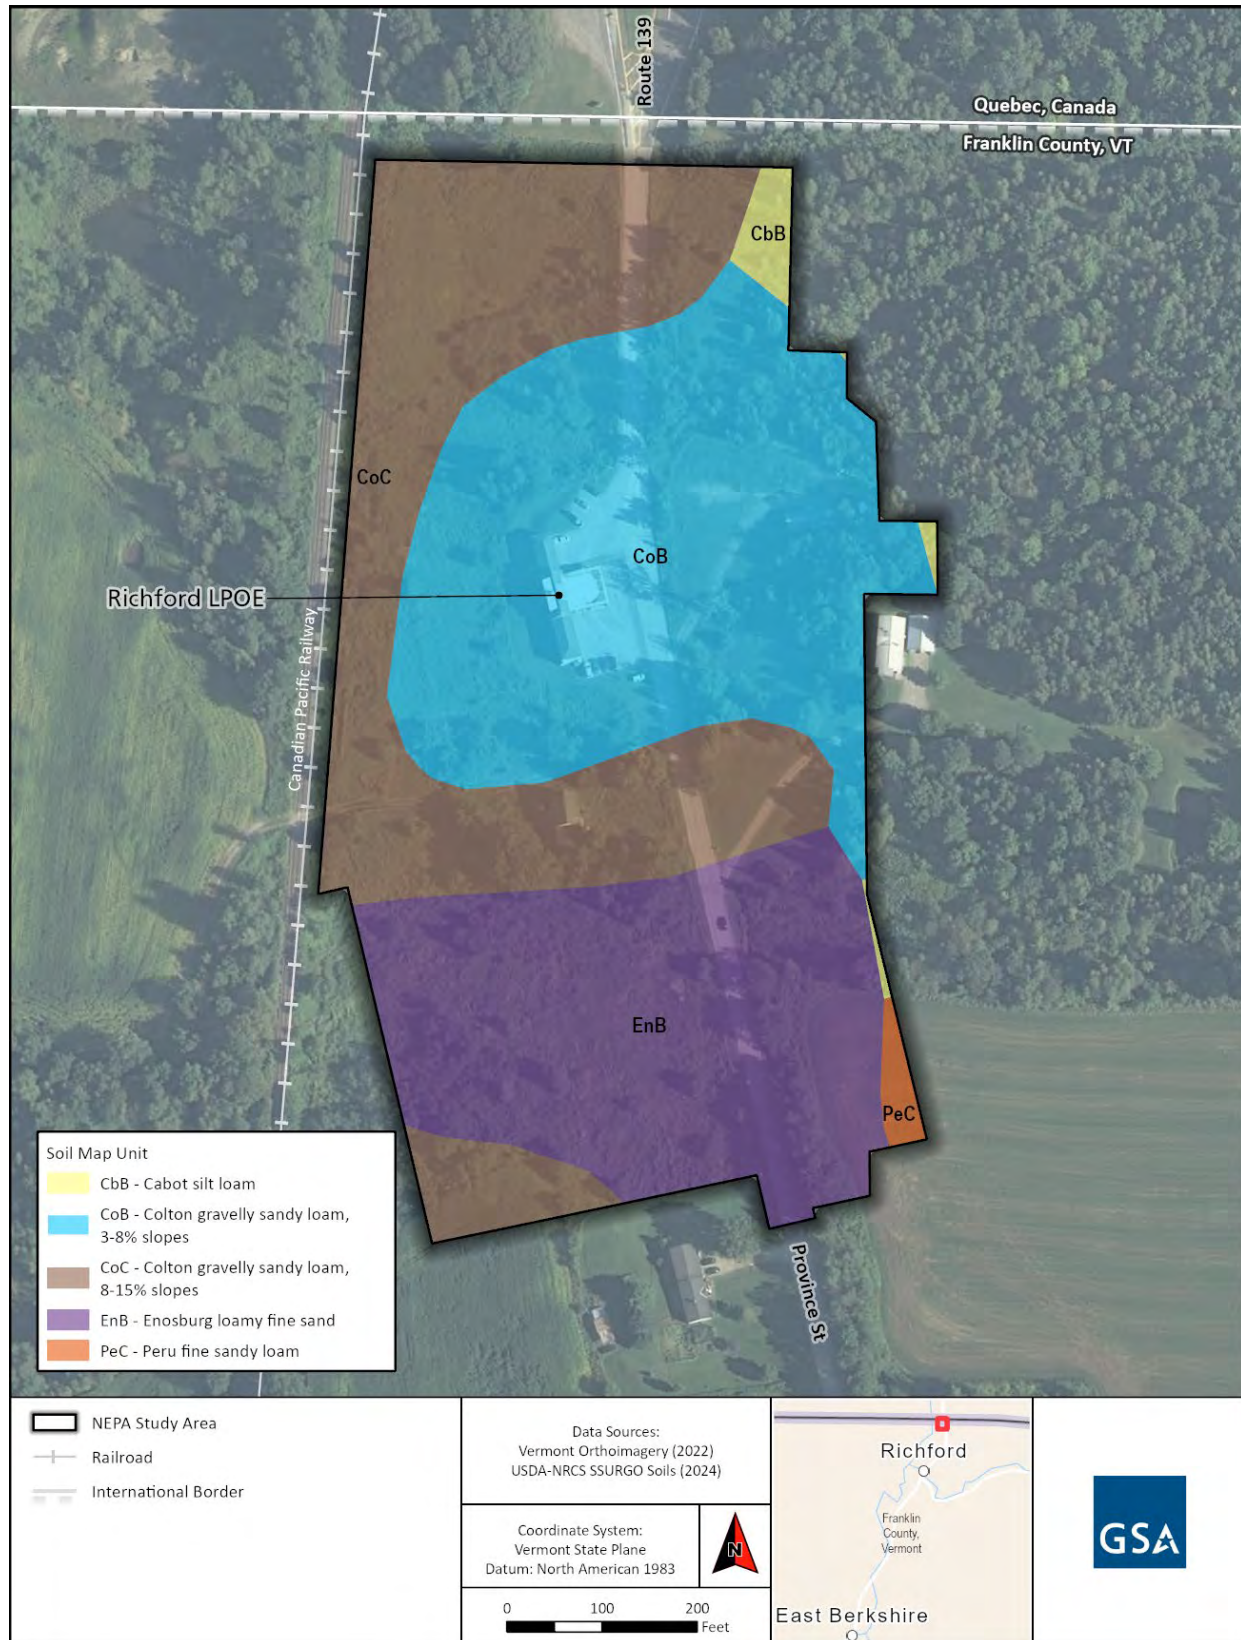 Route 139
Quebec, Canada
Franklin County, VT
CbB
CoC
CoB
Richford LPOE
Canadian Pacific Railway
EnB
PeC
Province St
Soil Map Unit
CbB - Cabot silt loam
CoB - Colton gravelly sandy loam,
3-8% slopes
CoC - Colton gravelly sandy loam,
8-15% slopes
EnB - Enosburg loamy fine sand
PeC - Peru fine sandy loam
NEPA Study Area
Railroad
International Border
Data Sources:
Vermont Orthoimagery (2022)
USDA-NRCS SSURGO Soils (2024)
Coordinate System:
Vermont State Plane
Datum: North American 1983
N
0 100 200
Feet
Richford
Franklin
County,
Vermont
East Berkshire
GSA